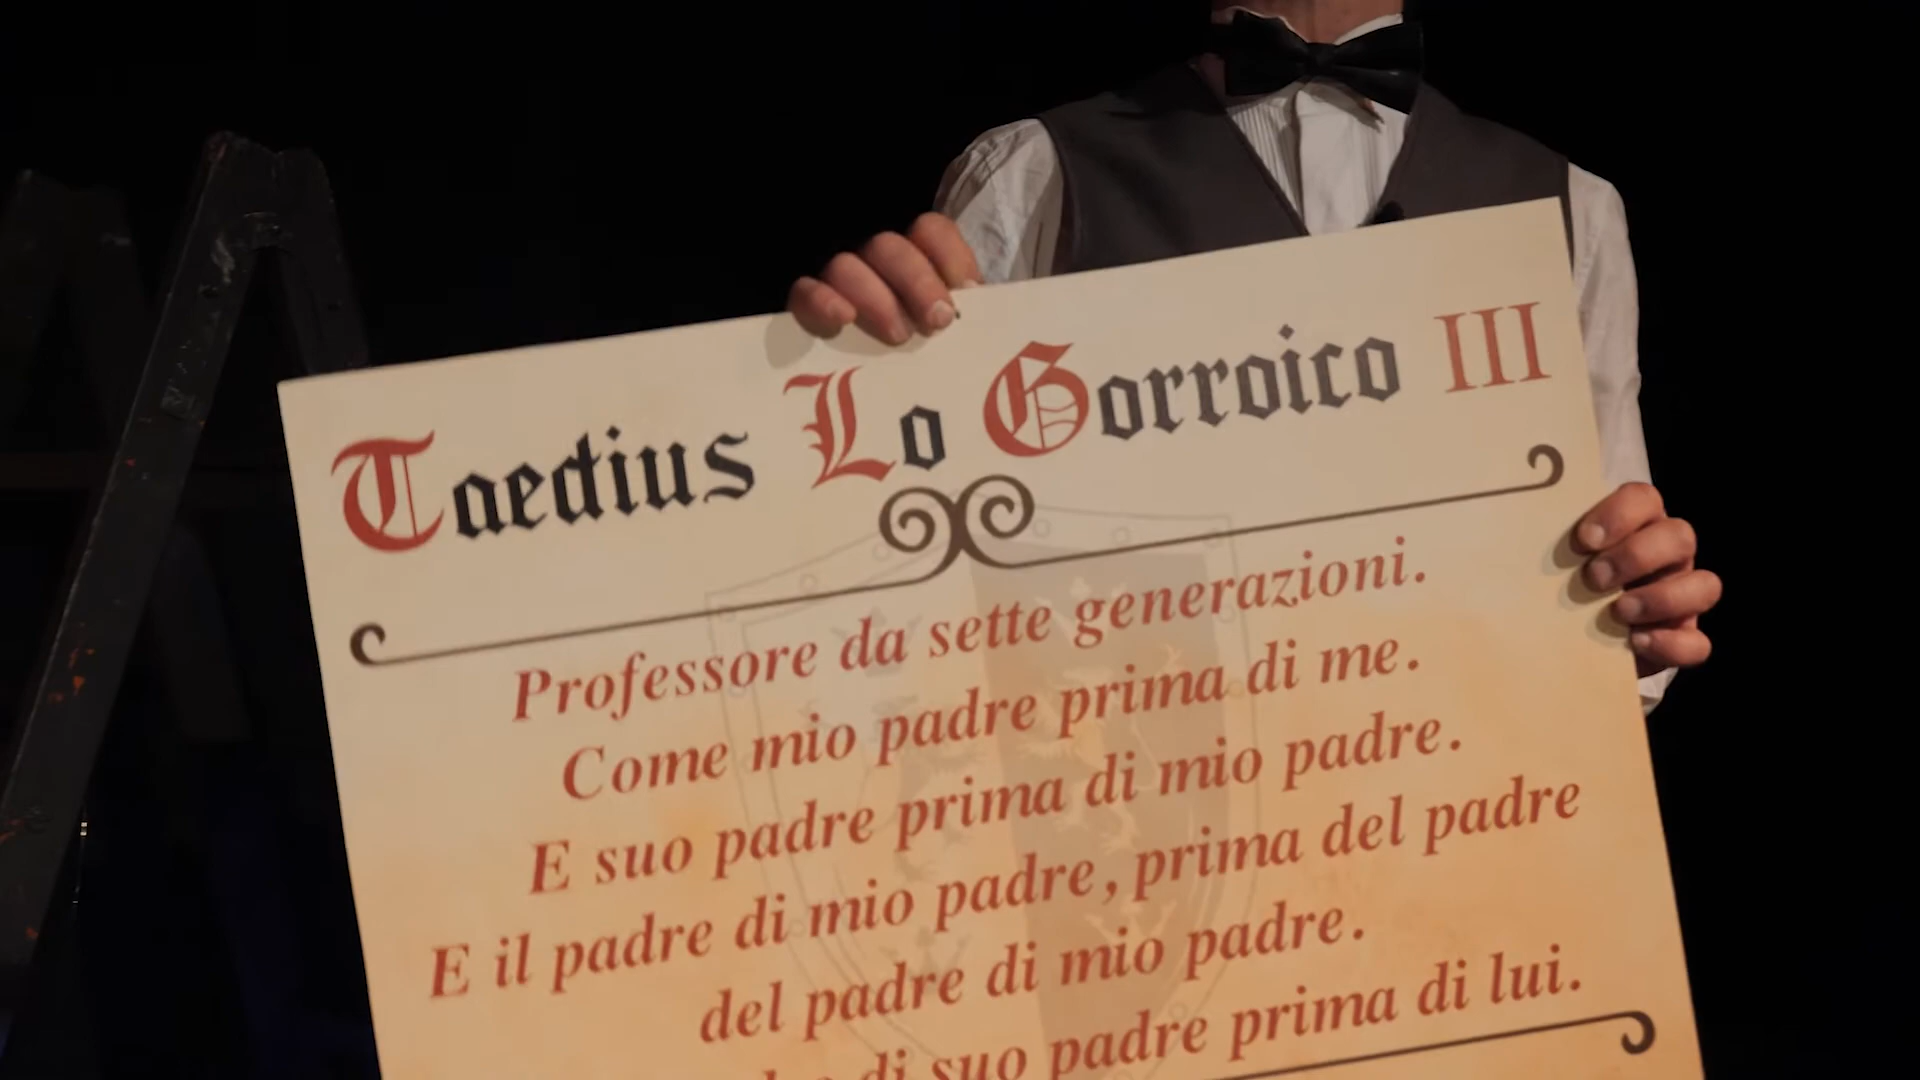 Taedius Lo Gorroico III
Professore da sette generazioni.
Come mio padre prima di me.
E suo padre prima di mio padre.
E il padre di mio padre, prima del padre
del padre di mio padre.
di suo padre prima di lui.